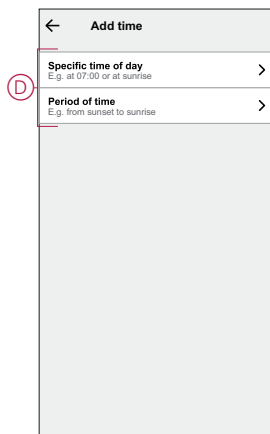 Add time
Specific time of day
E.g. at 07:00 or at sunrise
D
Period of time
E.g. from sunset to sunrise